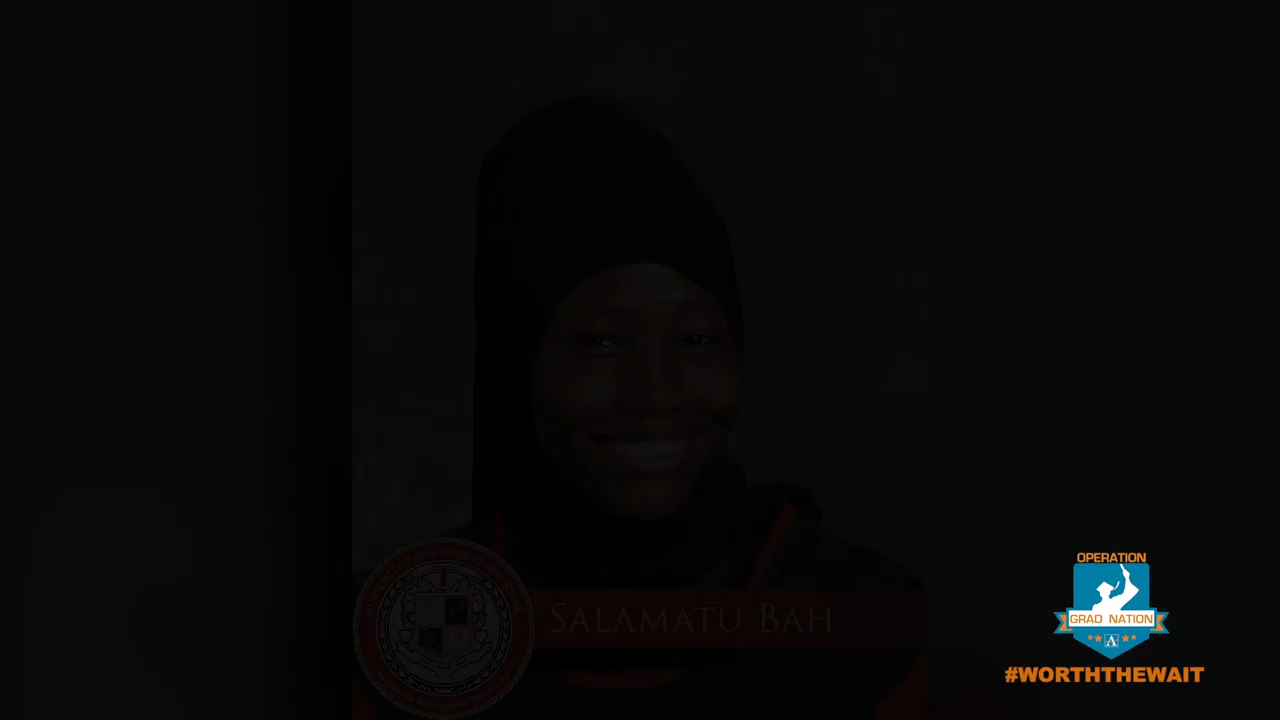 SALAMATU BAH
OPERATION
GRAD NATION
A
#WORTHTHEWAIT